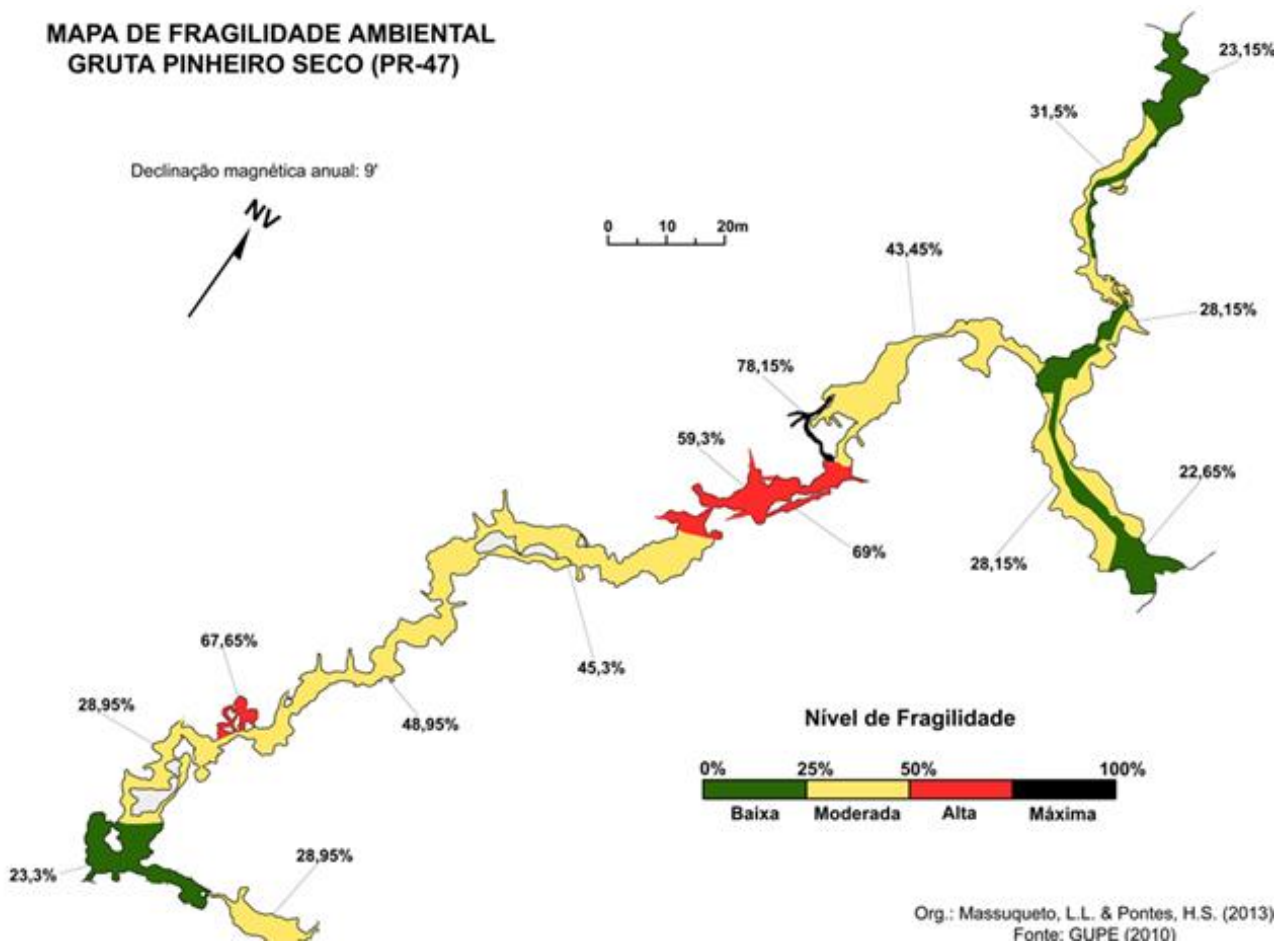 MAPA DE FRAGILIDADE AMBIENTAL
GRUTA PINHEIRO SECO (PR-47)
Declinação magnética anual: 9'
NV
0 10 20m
23,15%
31,5%
43,45%
28,15%
78,15%
59,3%
22,65%
69%
28,15%
67,65%
45,3%
28,95%
48,95%
Nível de Fragilidade
0% 25% 50% 100%
Baixa Moderada Alta Máxima
28,95%
23,3%
Org.: Massuqueto, L.L. & Pontes, H.S. (2013)
Fonte: GUPE (2010)